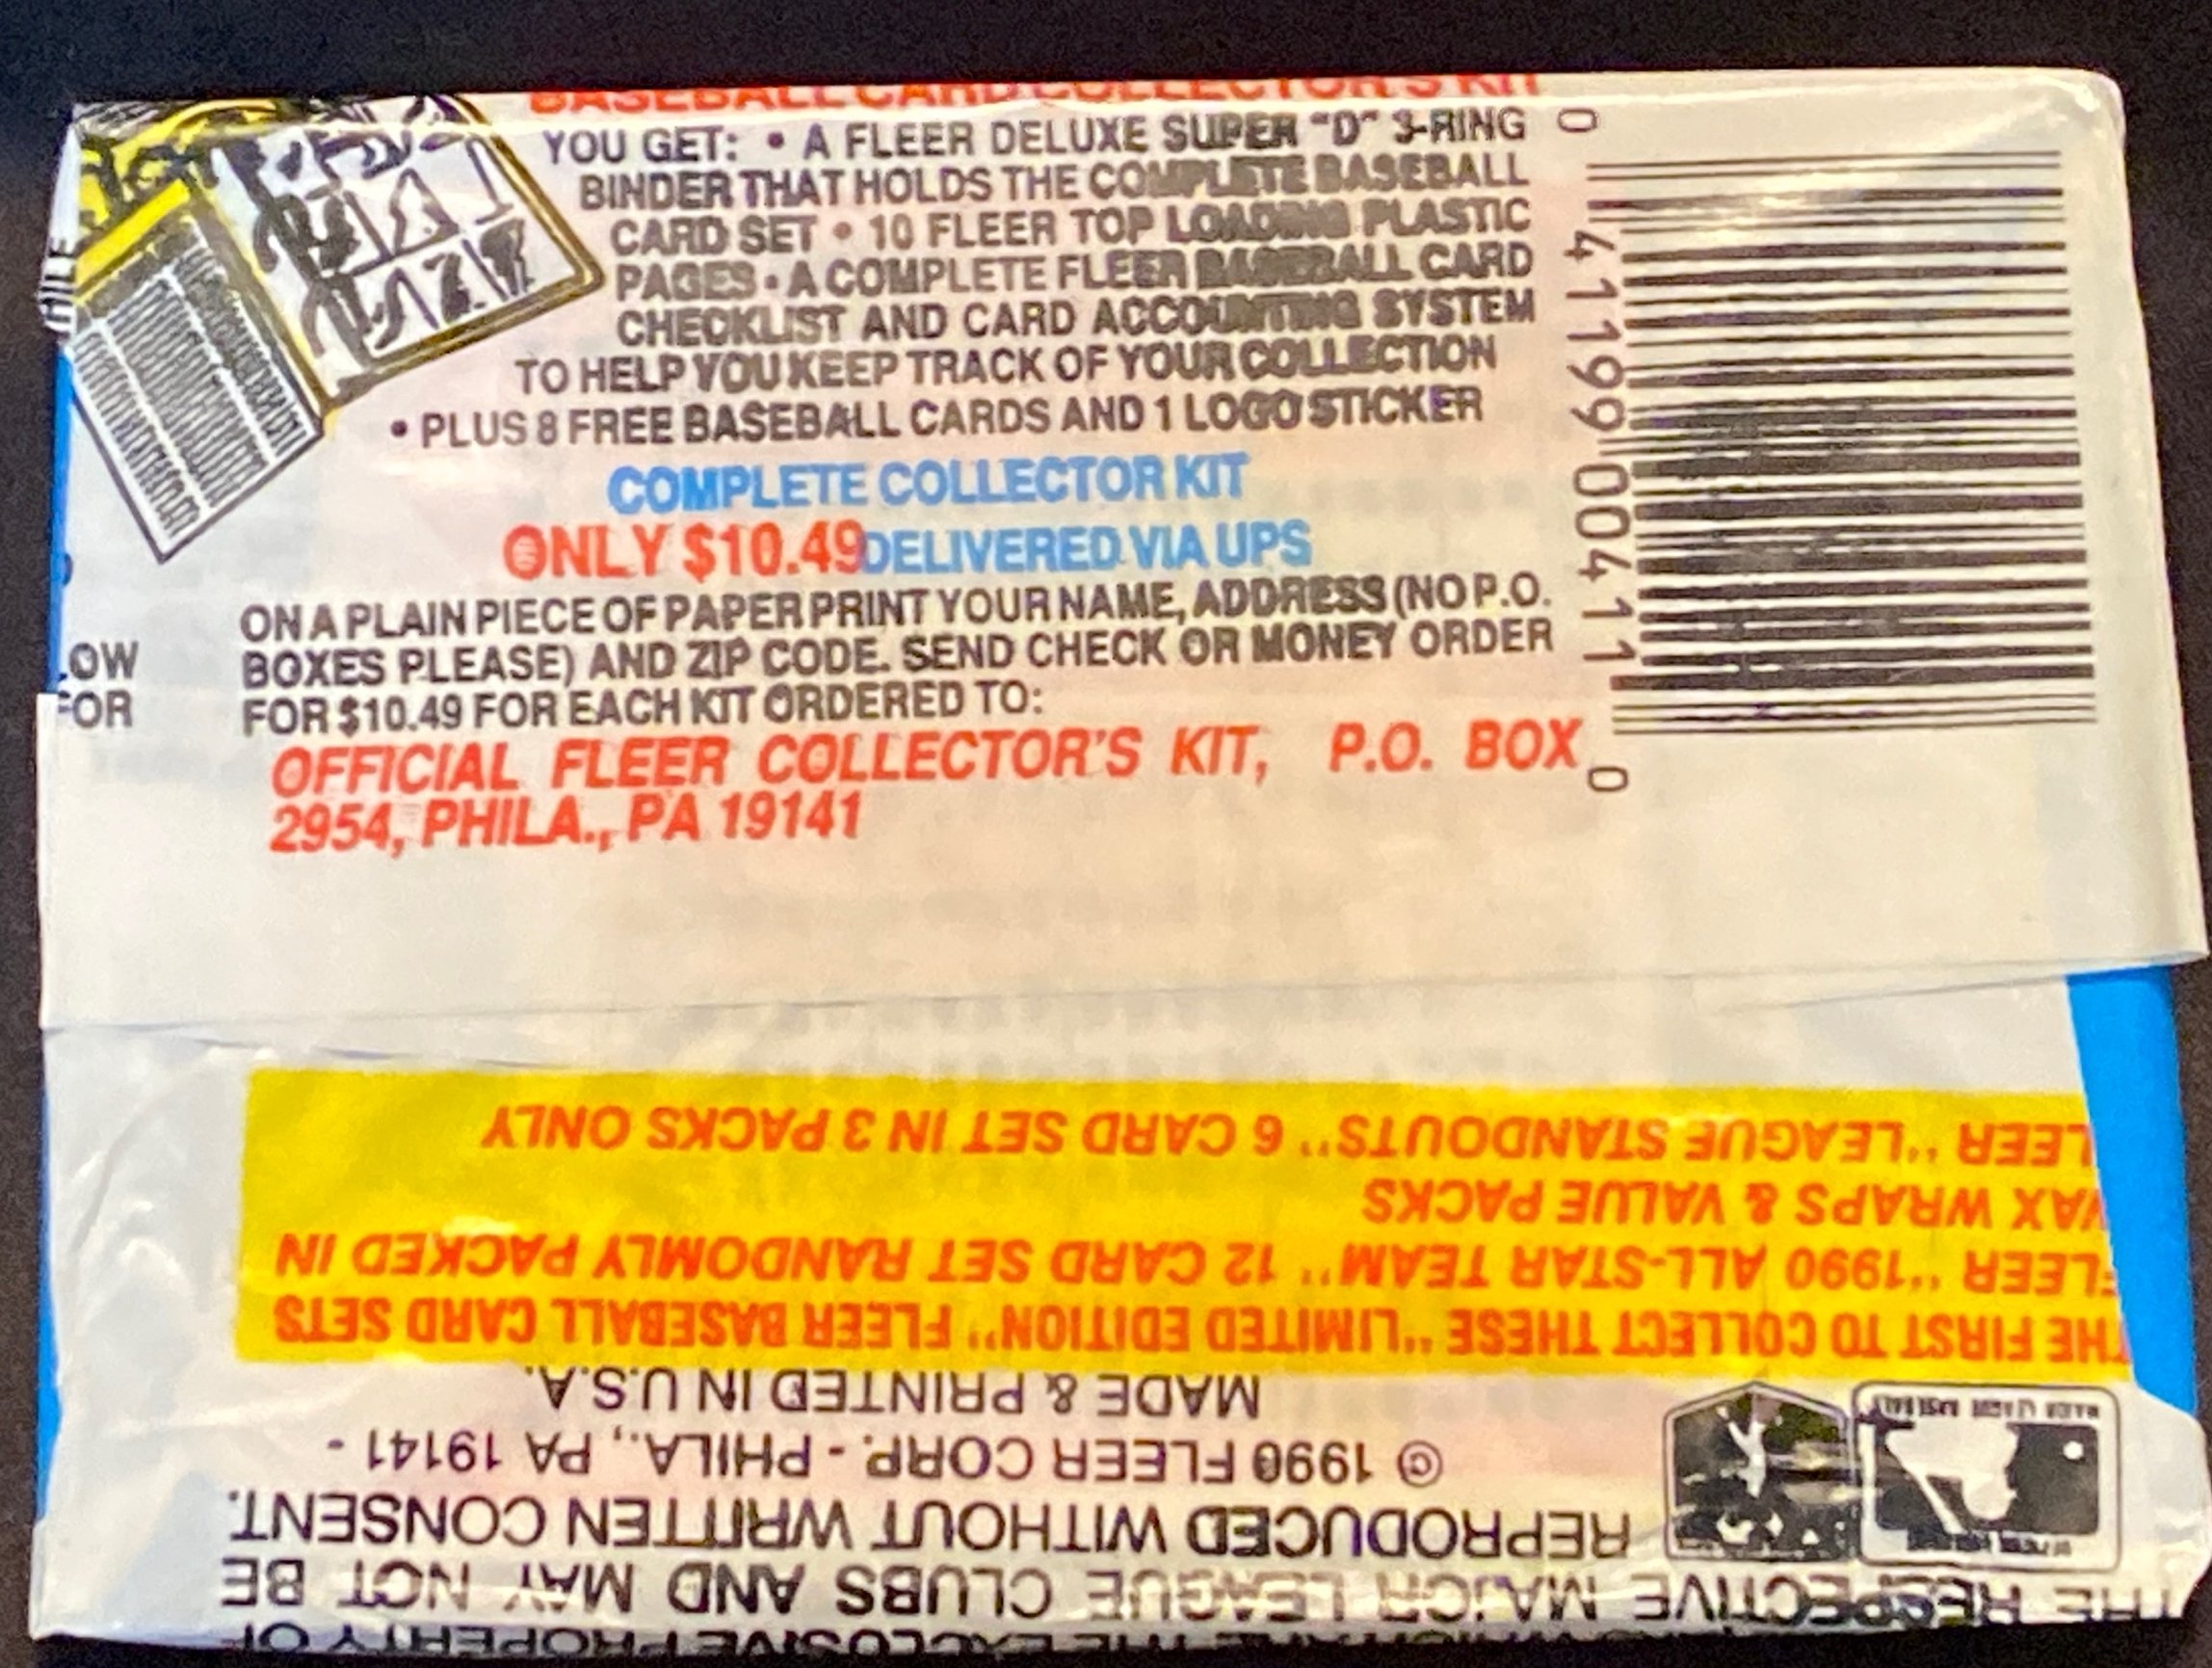 BASEBALL CARD COLLECTOR'S KIT
YOU GET: • A FLEER DELUXE SUPER "D" 3-RING
BINDER THAT HOLDS THE COMPLETE BASEBALL
CARD SET • 10 FLEER TOP LOADING PLASTIC
PAGES • A COMPLETE FLEER BASEBALL CARD
CHECKLIST AND CARD ACCOUNTING SYSTEM
TO HELP YOU KEEP TRACK OF YOUR COLLECTION
• PLUS 8 FREE BASEBALL CARDS AND 1 LOGO STICKER
COMPLETE COLLECTOR KIT
ONLY $10.49 DELIVERED VIA UPS
ON A PLAIN PIECE OF PAPER PRINT YOUR NAME, ADDRESS (NO P.O.
BOXES PLEASE) AND ZIP CODE. SEND CHECK OR MONEY ORDER
FOR $10.49 FOR EACH KIT ORDERED TO:
OFFICIAL FLEER COLLECTOR'S KIT, P.O. BOX
2954, PHILA., PA 19141
0 41199 00411 0
LOW
FOR
THE RESPECTIVE MAJOR LEAGUE CLUBS AND MAY NOT BE
REPRODUCED WITHOUT WRITTEN CONSENT.
© 1990 FLEER CORP. - PHILA., PA 19141 -
MADE & PRINTED IN U.S.A.
THE FIRST TO COLLECT THESE "LIMITED EDITION" FLEER BASEBALL CARD SETS
FLEER "1990 ALL-STAR TEAM" 12 CARD SET RANDOMLY PACKED IN
WAX WRAPS & VALUE PACKS
LEER "LEAGUE STANDOUTS" 6 CARD SET IN 3 PACKS ONLY
MAJOR LEAGUE BASEBALL